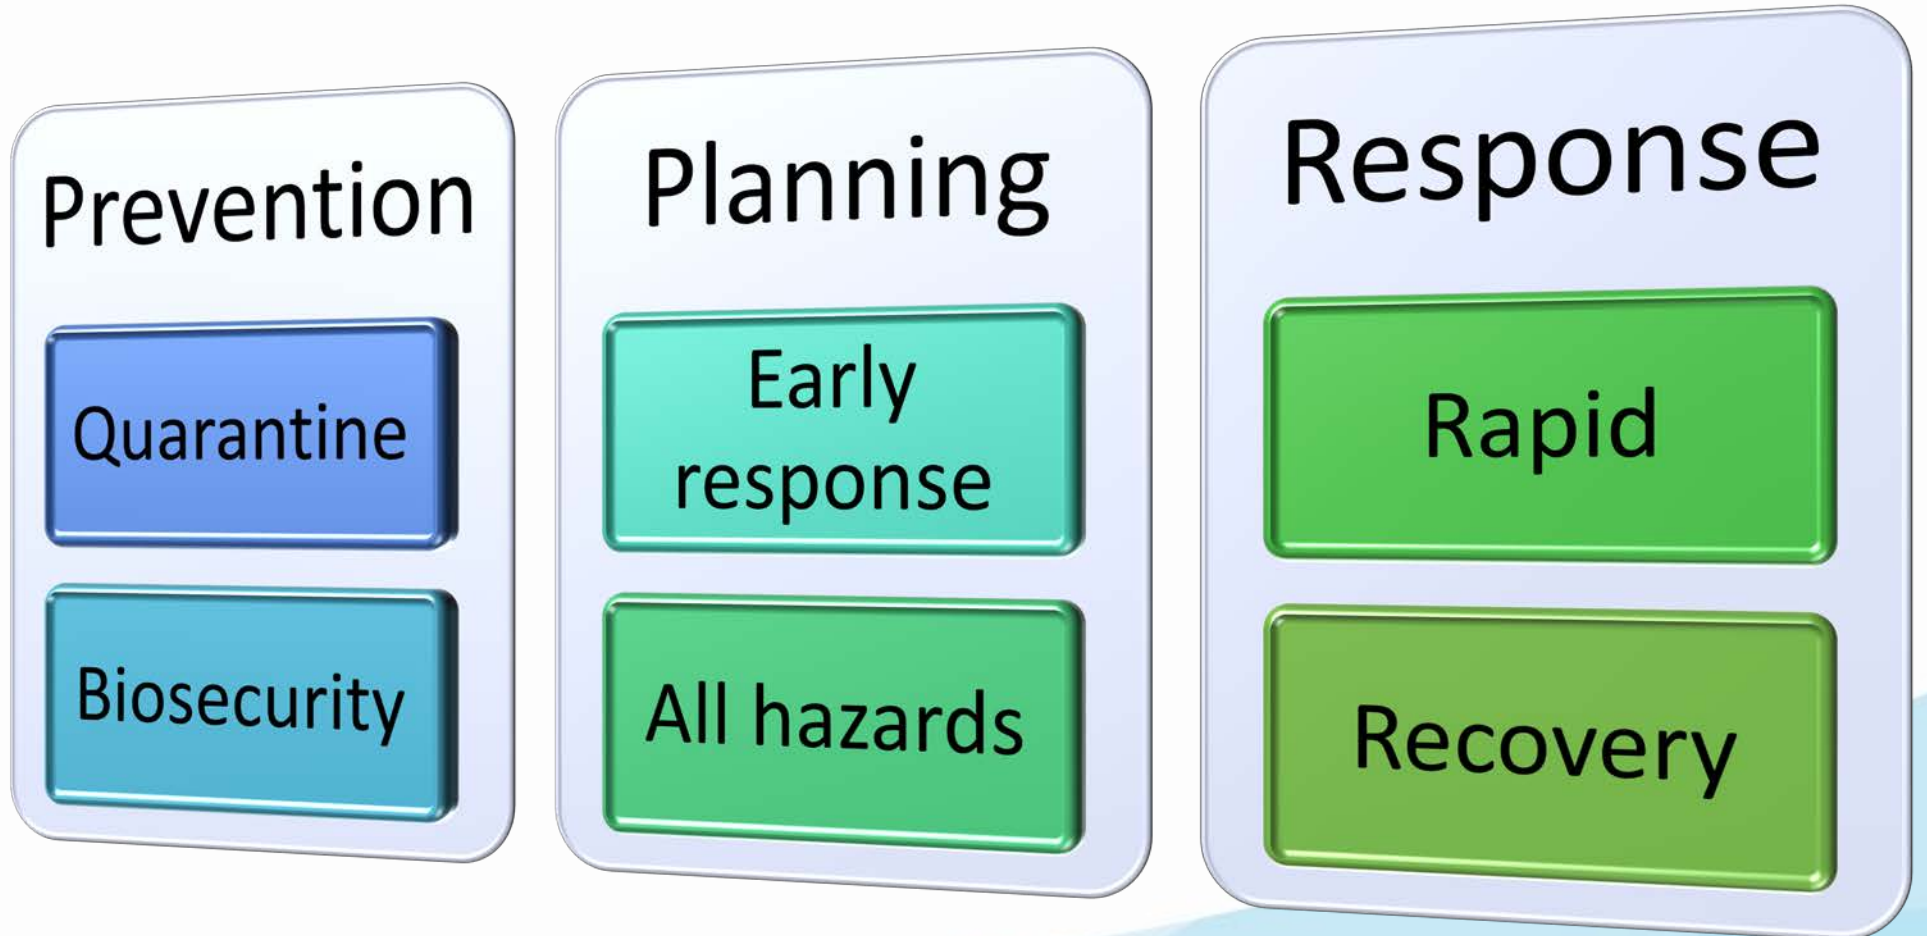 Prevention
Quarantine
Biosecurity
Planning
Early
response
All hazards
Response
Rapid
Recovery